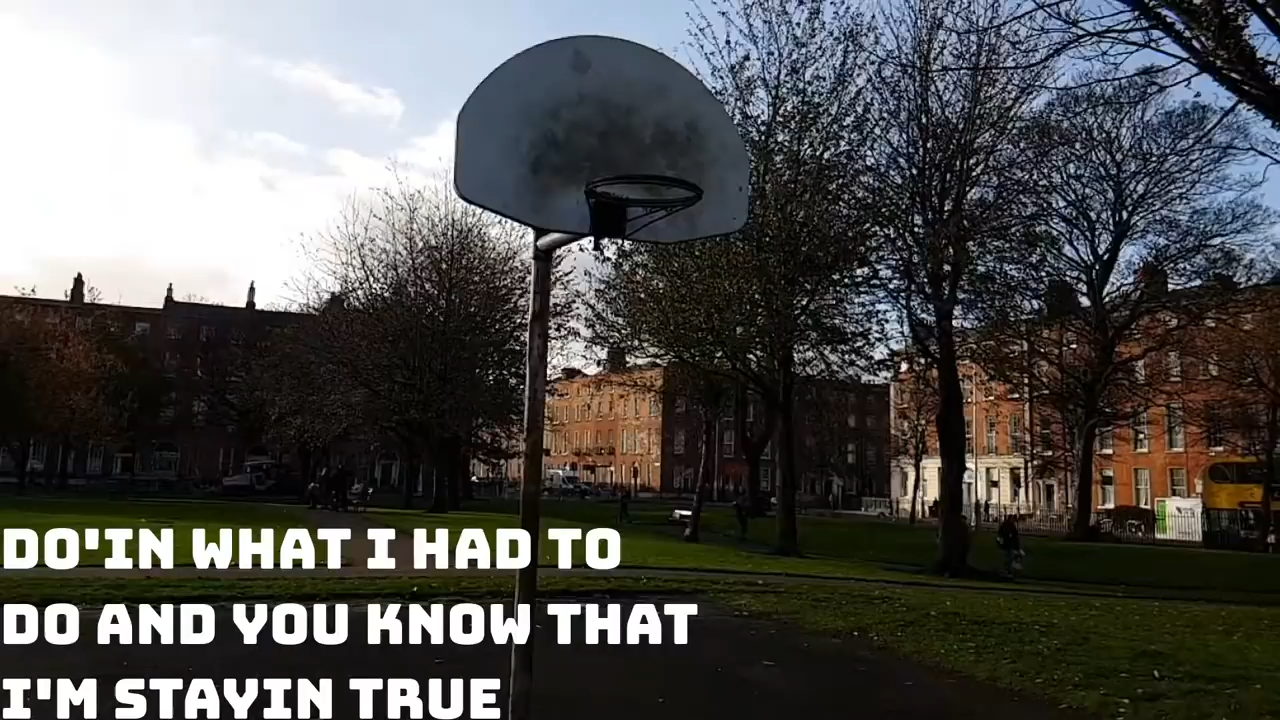 DO'IN WHAT I HAD TO
DO AND YOU KNOW THAT
I'M STAYIN TRUE